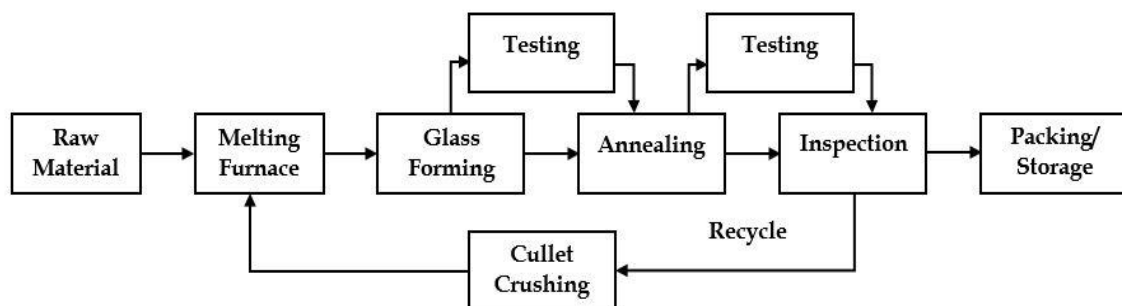 Testing
Testing
Raw
Material
Melting
Furnace
Glass
Forming
Annealing
Inspection
Packing/
Storage
Recycle
Cullet
Crushing